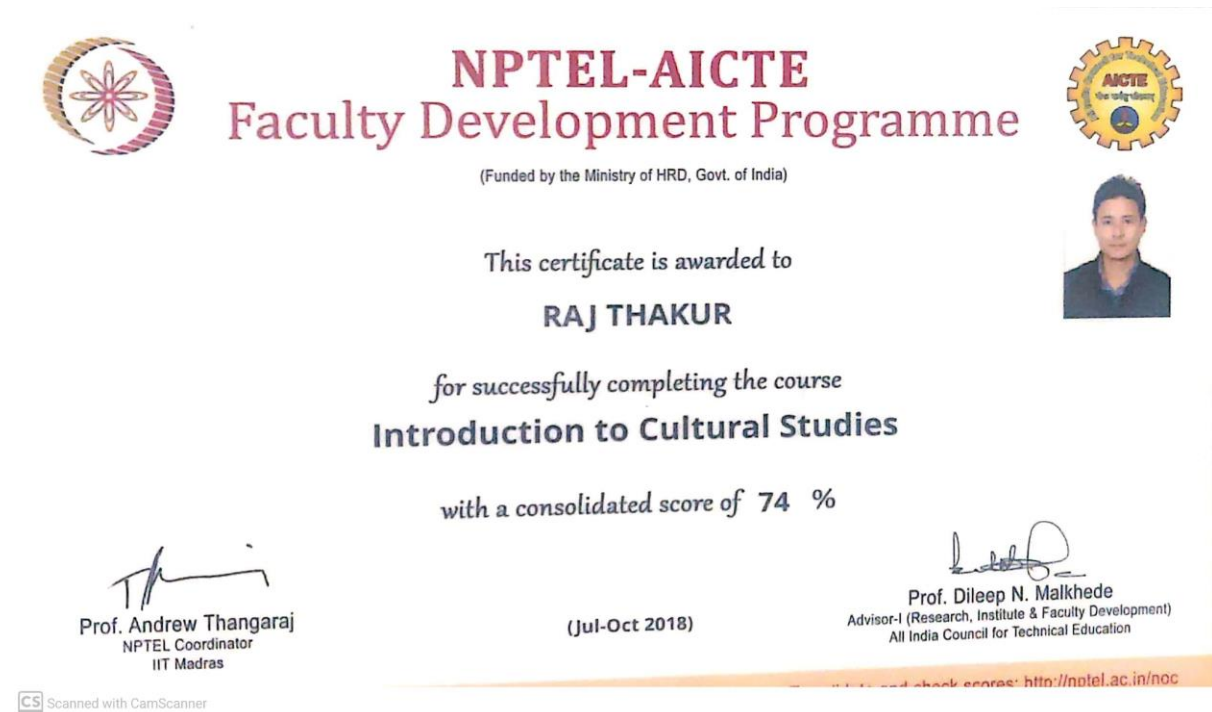 NPTEL-AICTE
Faculty Development Programme
AICTE
(Funded by the Ministry of HRD, Govt. of India)
This certificate is awarded to
RAJ THAKUR
for successfully completing the course
Introduction to Cultural Studies
with a consolidated score of 74 %
Prof. Andrew Thangaraj
NPTEL Coordinator
IIT Madras
(Jul-Oct 2018)
Prof. Dileep N. Malkhede
Advisor-I (Research, Institute & Faculty Development)
All India Council for Technical Education
and check scores: http://nptel.ac.in/noc
CS Scanned with CamScanner